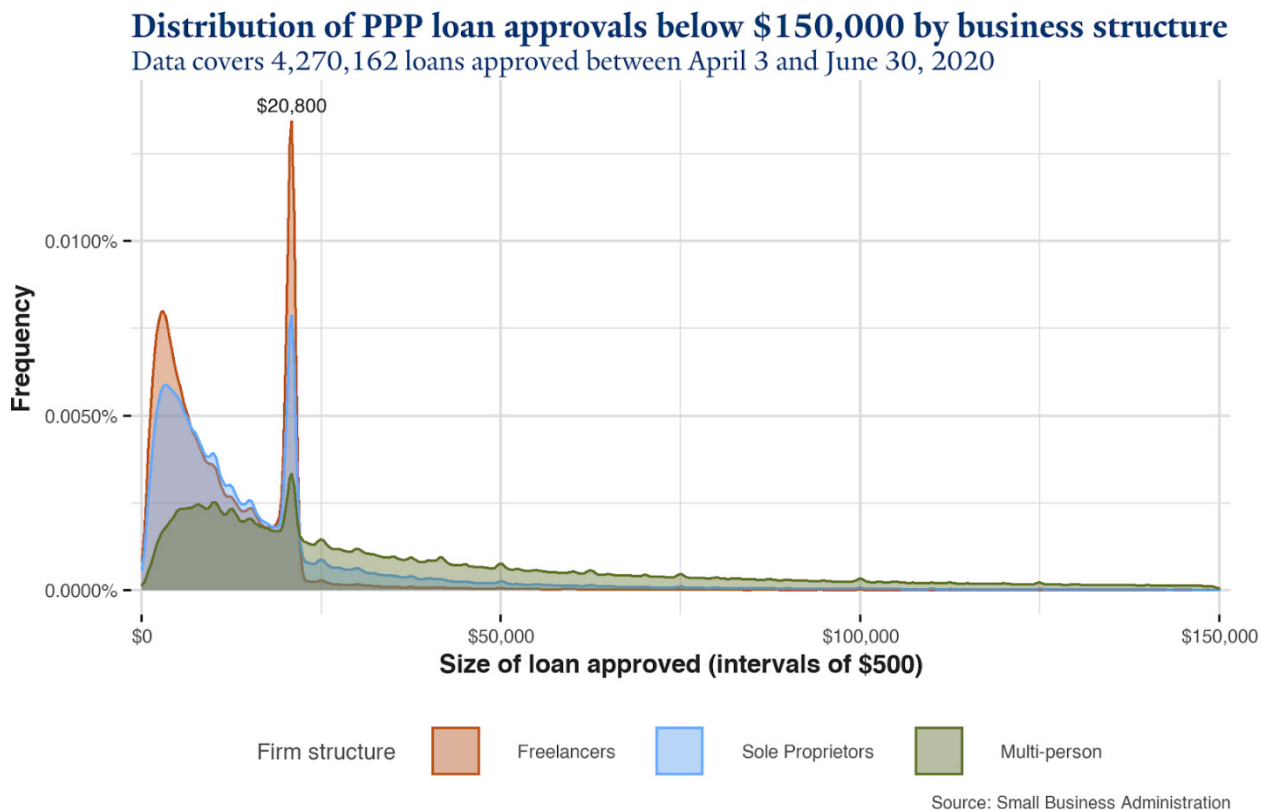 Distribution of PPP loan approvals below $150,000 by business structure
Data covers 4,270,162 loans approved between April 3 and June 30, 2020
$20,800
0.0100%
0.0050%
0.0000%
Frequency
$0 $50,000 $100,000 $150,000
Size of loan approved (intervals of $500)
Firm structure Freelancers Sole Proprietors Multi-person
Source: Small Business Administration